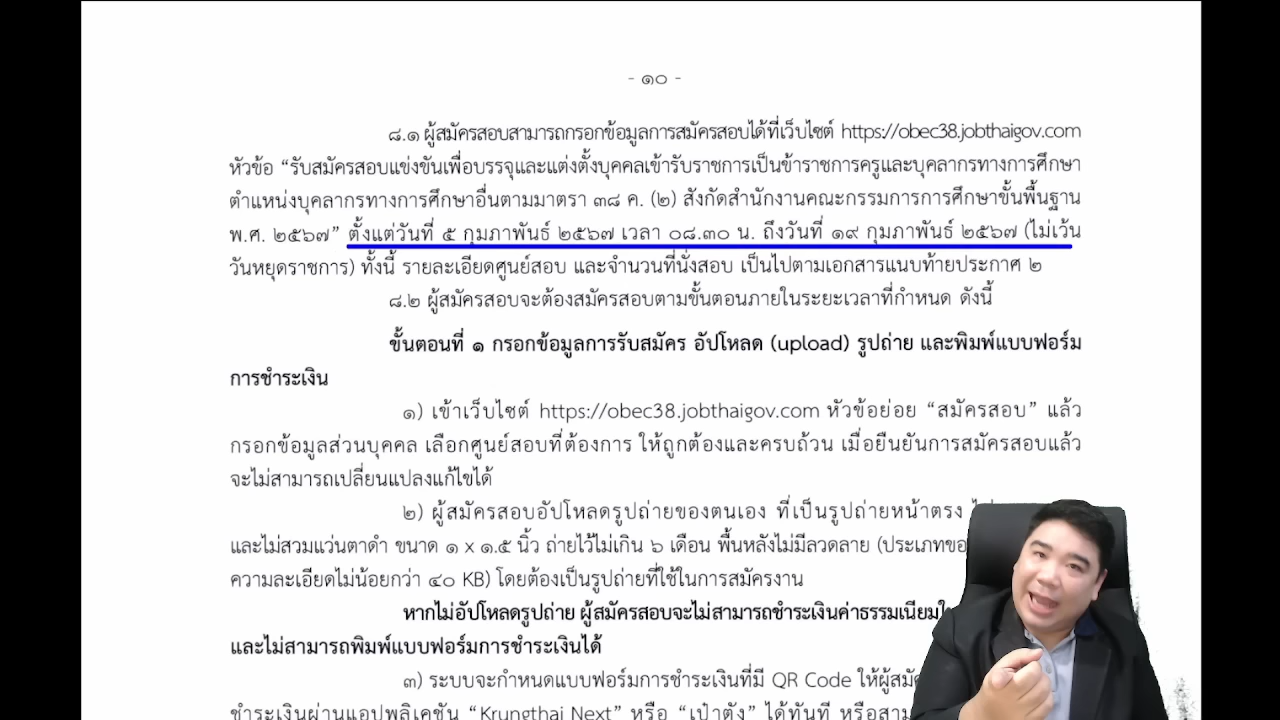 - ๑๐ -
๘.๑ ผู้สมัครสอบสามารถกรอกข้อมูลการสมัครสอบได้ที่เว็บไซต์ https://obec38.jobthaigov.com
หัวข้อ “รับสมัครสอบแข่งขันเพื่อบรรจุและแต่งตั้งบุคคลเข้ารับราชการเป็นข้าราชการครูและบุคลากรทางการศึกษา
ตำแหน่งบุคลากรทางการศึกษาอื่นตามมาตรา ๓๘ ค. (๒) สังกัดสำนักงานคณะกรรมการการศึกษาขั้นพื้นฐาน
พ.ศ. ๒๕๖๗” ตั้งแต่วันที่ ๕ กุมภาพันธ์ ๒๕๖๗ เวลา ๐๘.๓๐ น. ถึงวันที่ ๑๙ กุมภาพันธ์ ๒๕๖๗ (ไม่เว้น
วันหยุดราชการ) ทั้งนี้ รายละเอียดศูนย์สอบ และจำนวนที่นั่งสอบ เป็นไปตามเอกสารแนบท้ายประกาศ ๒
๘.๒ ผู้สมัครสอบจะต้องสมัครสอบตามขั้นตอนภายในระยะเวลาที่กำหนด ดังนี้
ขั้นตอนที่ ๑ กรอกข้อมูลการรับสมัคร อัปโหลด (upload) รูปถ่าย และพิมพ์แบบฟอร์ม
การชำระเงิน
๑) เข้าเว็บไซต์ https://obec38.jobthaigov.com หัวข้อย่อย “สมัครสอบ” แล้ว
กรอกข้อมูลส่วนบุคคล เลือกศูนย์สอบที่ต้องการ ให้ถูกต้องและครบถ้วน เมื่อยืนยันการสมัครสอบแล้ว
จะไม่สามารถเปลี่ยนแปลงแก้ไขได้
๒) ผู้สมัครสอบอัปโหลดรูปถ่ายของตนเอง ที่เป็นรูปถ่ายหน้าตรง
และไม่สวมแว่นตาดำ ขนาด ๑ x ๑.๕ นิ้ว ถ่ายไว้ไม่เกิน ๖ เดือน พื้นหลังไม่มีลวดลาย (ประเภทขอ
ความละเอียดไม่น้อยกว่า ๔๐ KB) โดยต้องเป็นรูปถ่ายที่ใช้ในการสมัครงาน
หากไม่อัปโหลดรูปถ่าย ผู้สมัครสอบจะไม่สามารถชำระเงินค่าธรรมเนียม
และไม่สามารถพิมพ์แบบฟอร์มการชำระเงินได้
๓) ระบบจะกำหนดแบบฟอร์มการชำระเงินที่มี QR Code ให้ผู้สมั
ชำระเงินผ่านแอปพลิเคชัน “Krungthai Next” หรือ “เป๋าตัง” ได้ทันที หรือสาม